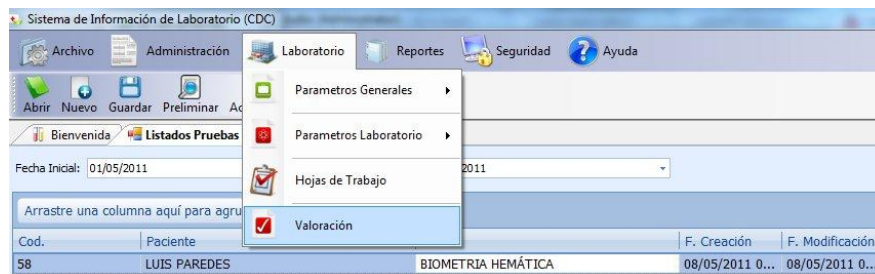 Sistema de Información de Laboratorio (CDC)
Archivo Administración Laboratorio Reportes Seguridad Ayuda
Abrir Nuevo Guardar Preliminar
Parametros Generales
Parametros Laboratorio
Hojas de Trabajo
Valoración
Bienvenida Listados Pruebas
Fecha Inicial: 01/05/2011 2011
Arrastre una columna aquí para
Cod. Paciente F. Creación F. Modificación
58 LUIS PAREDES BIOMETRIA HEMÁTICA 08/05/2011 0... 08/05/2011 0...